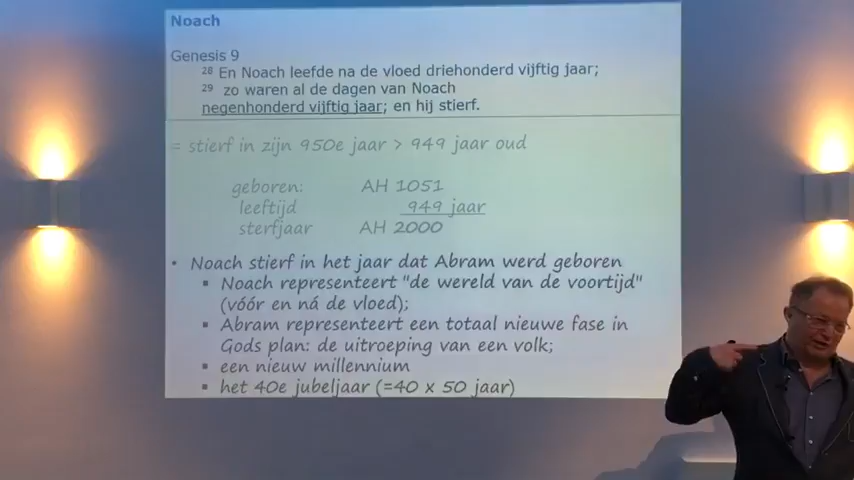 Noach
Genesis 9
28 En Noach leefde na de vloed driehonderd vijftig jaar;
29 zo waren al de dagen van Noach
negenhonderd vijftig jaar; en hij stierf.
= stierf in zijn 950e jaar > 949 jaar oud
geboren: AH 1051
leeftijd 949 jaar
sterfjaar AH 2000
• Noach stierf in het jaar dat Abram werd geboren
▪ Noach representeert "de wereld van de voortijd"
(vóór en ná de vloed);
▪ Abram representeert een totaal nieuwe fase in
Gods plan: de uitroeping van een volk;
▪ een nieuw millennium
▪ het 40e jubeljaar (=40 x 50 jaar)